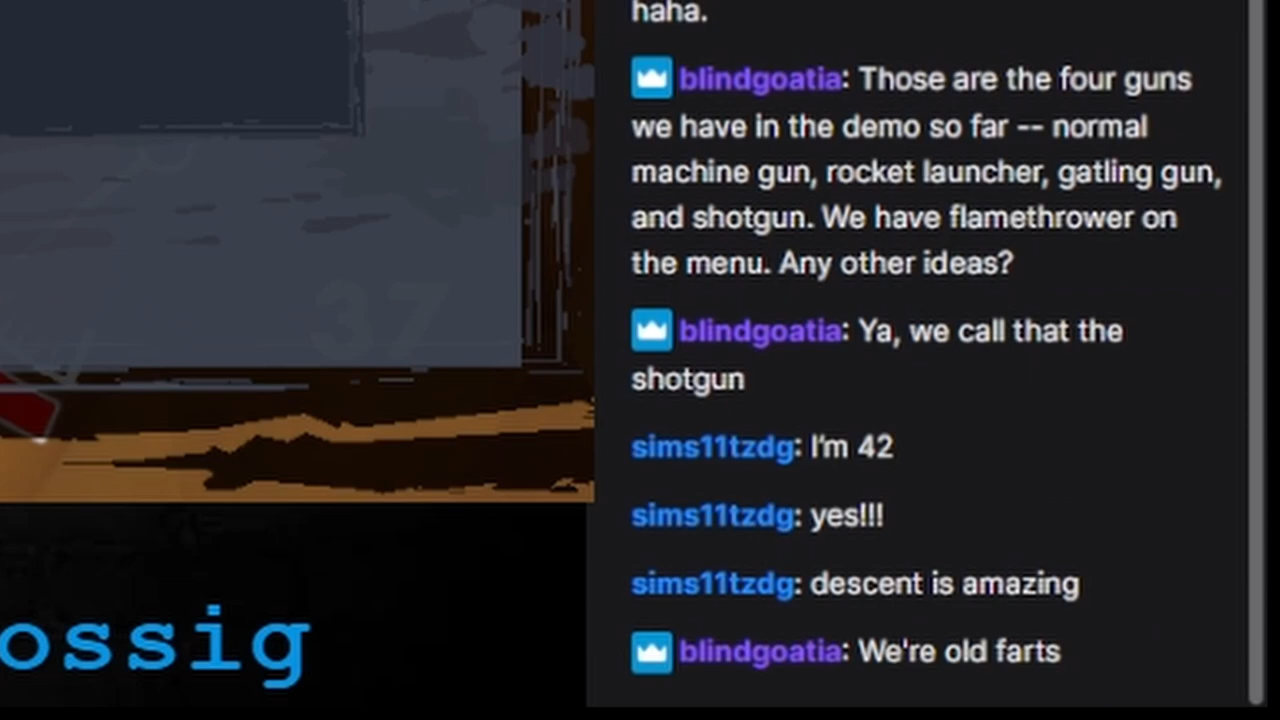 haha.
blindgoatia: Those are the four guns
we have in the demo so far -- normal
machine gun, rocket launcher, gatling gun,
and shotgun. We have flamethrower on
the menu. Any other ideas?
blindgoatia: Ya, we call that the
shotgun
sims11tzdg: I'm 42
sims11tzdg: yes!!!
sims11tzdg: descent is amazing
blindgoatia: We're old farts
37
ossig